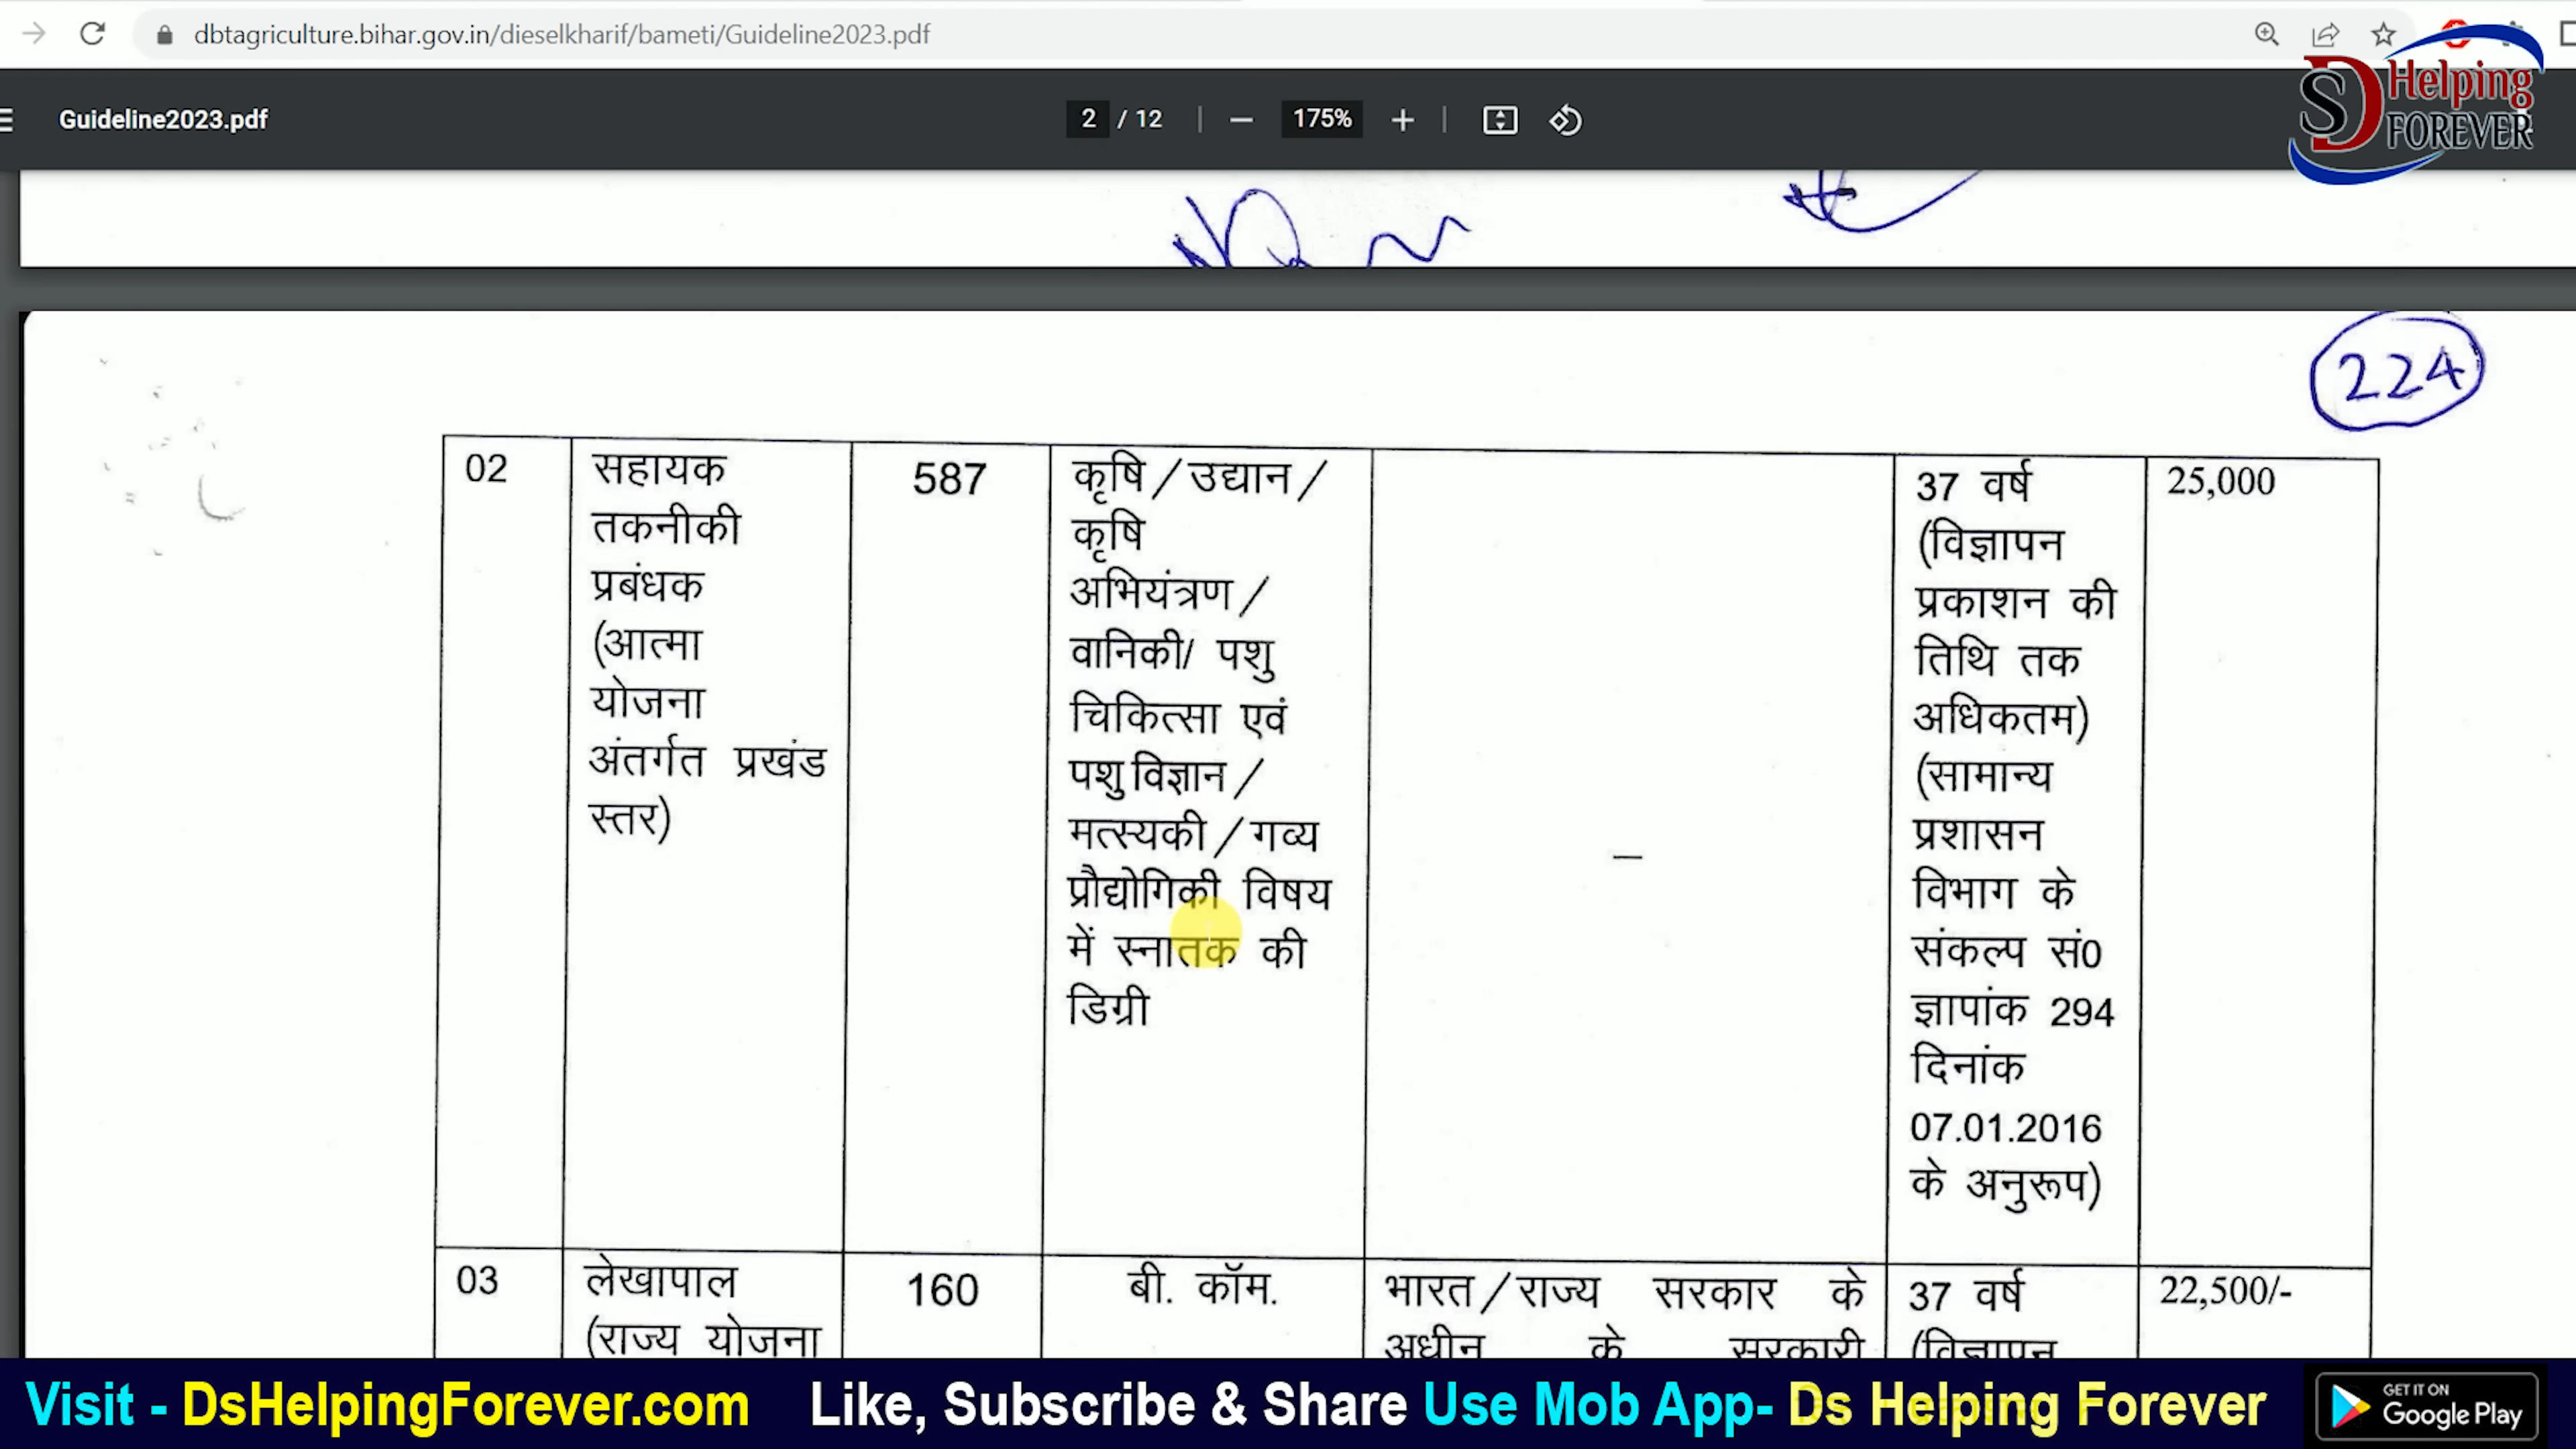 dbtagriculture.bihar.gov.in/dieselkharif/bameti/Guideline2023.pdf
SD Helping
FOREVER
Guideline2023.pdf
2 / 12
175%
224
02
सहायक
तकनीकी
प्रबंधक
(आत्मा
योजना
अंतर्गत प्रखंड
स्तर)
587
कृषि / उद्यान /
कृषि
अभियंत्रण /
वानिकी/ पशु
चिकित्सा एवं
पशु विज्ञान /
मत्स्यकी / गव्य
प्रौद्योगिकी विषय
में स्नातक की
डिग्री
–
37 वर्ष
(विज्ञापन
प्रकाशन की
तिथि तक
अधिकतम)
(सामान्य
प्रशासन
विभाग के
संकल्प सं0
ज्ञापांक 294
दिनांक
07.01.2016
के अनुरूप)
25,000
03
लेखापाल
(राज्य योजना
160
बी. कॉम.
भारत / राज्य सरकार के
अधीन के सरकारी
37 वर्ष
(विज्ञापन
22,500/-
Visit - DsHelpingForever.com Like, Subscribe & Share Use Mob App- Ds Helping Forever
GET IT ON
Google Play